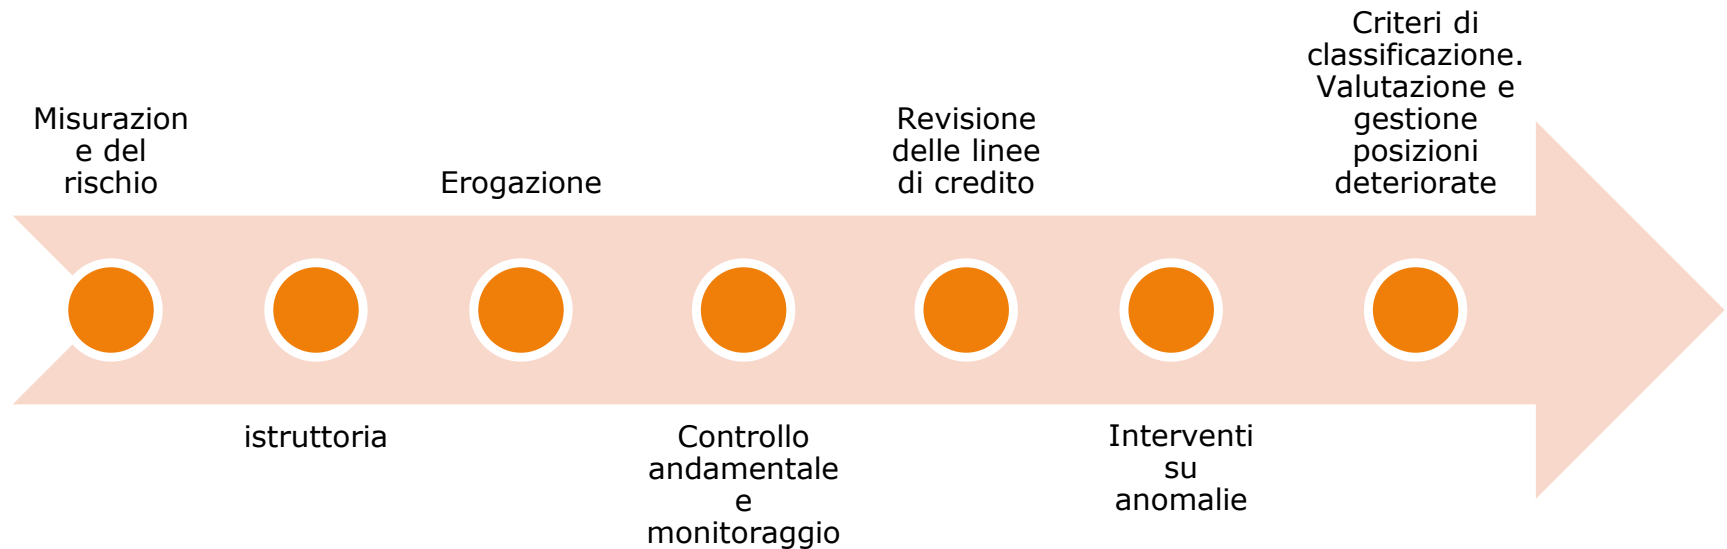 Misurazion
e del
rischio
istruttoria
Erogazione
Controllo
andamentale
e
monitoraggio
Revisione
delle linee
di credito
Interventi
su
anomalie
Criteri di
classificazione.
Valutazione e
gestione
posizioni
deteriorate